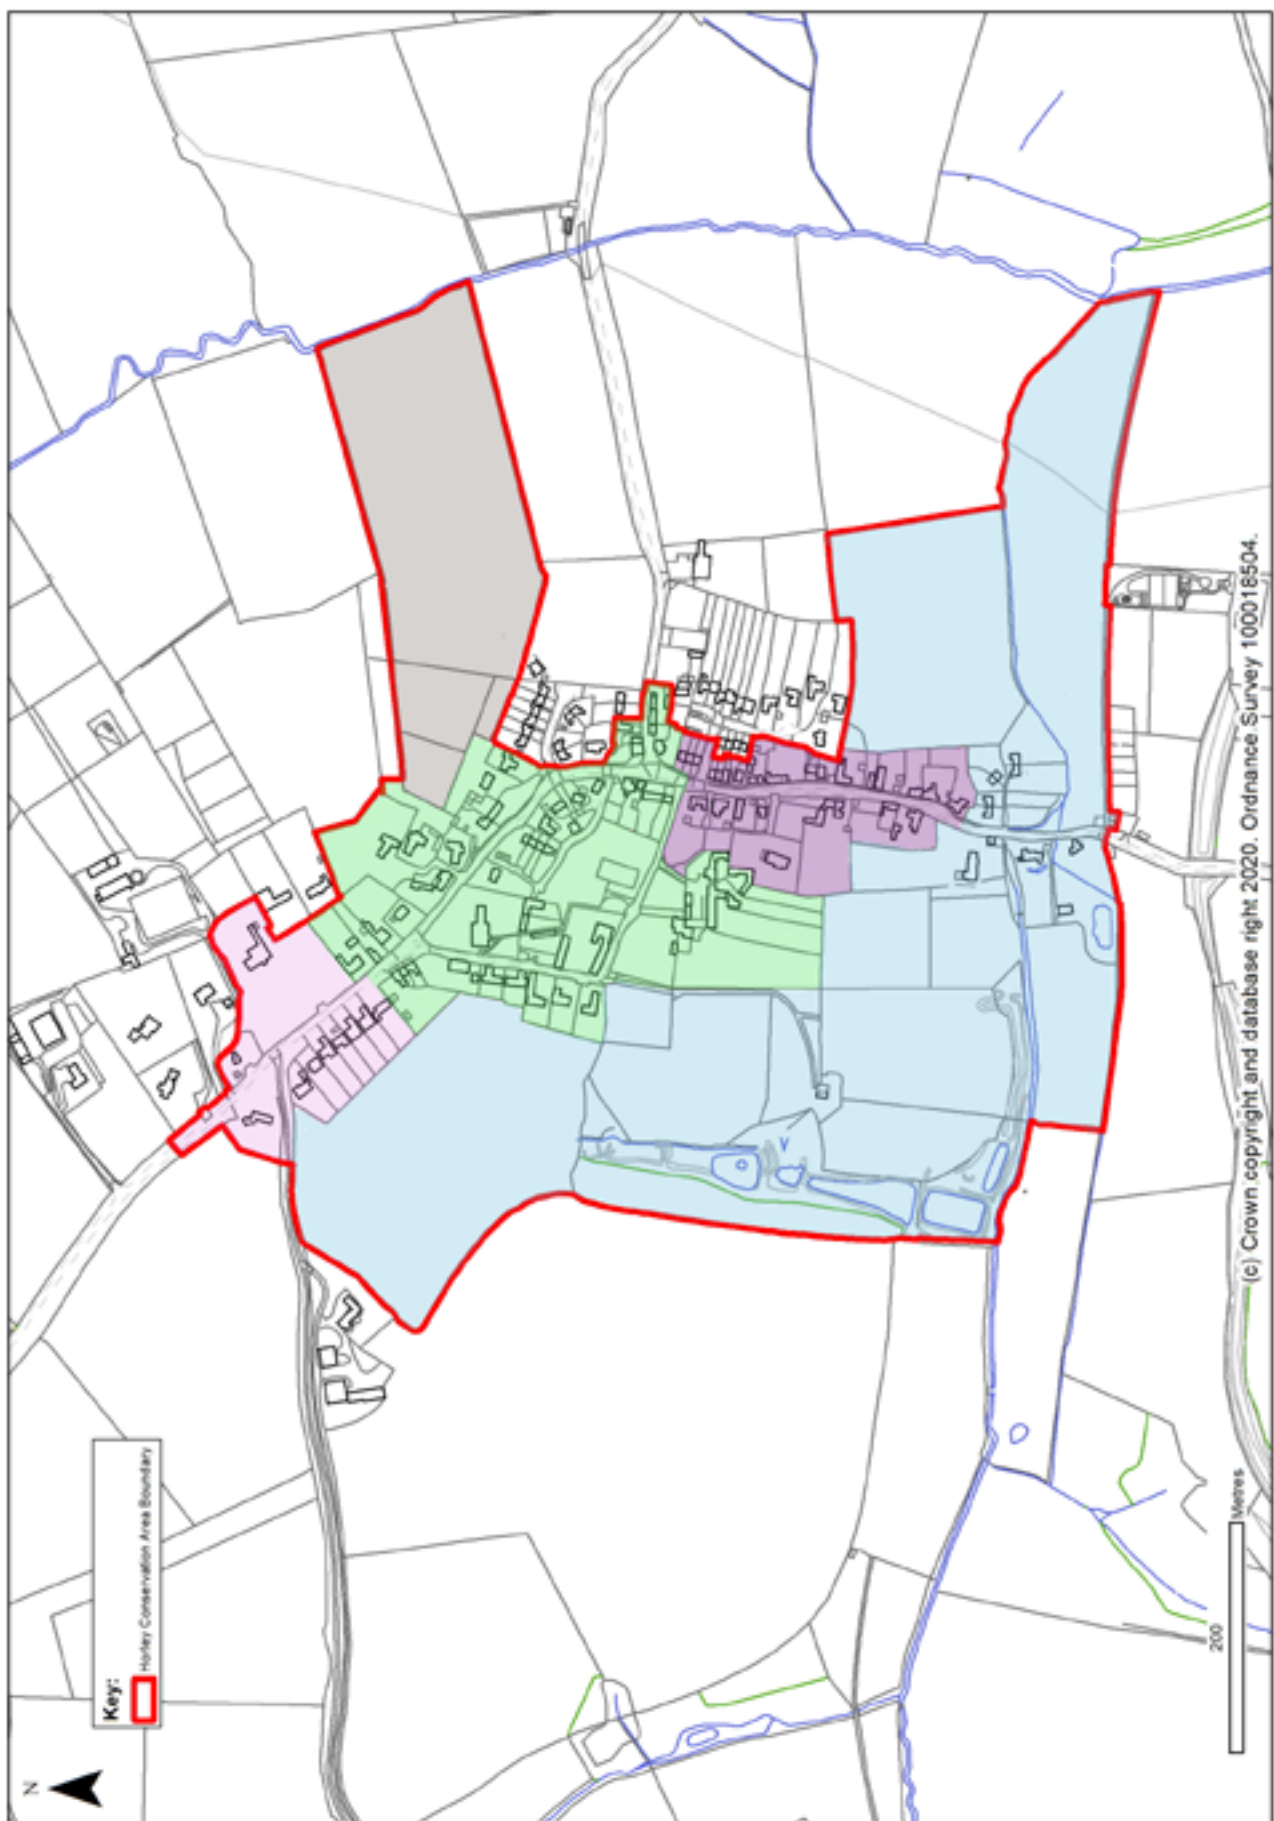 N
Key:
Horley Conservation Area Boundary
200
Metres
(c) Crown copyright and database right 2020. Ordnance Survey 100018504.